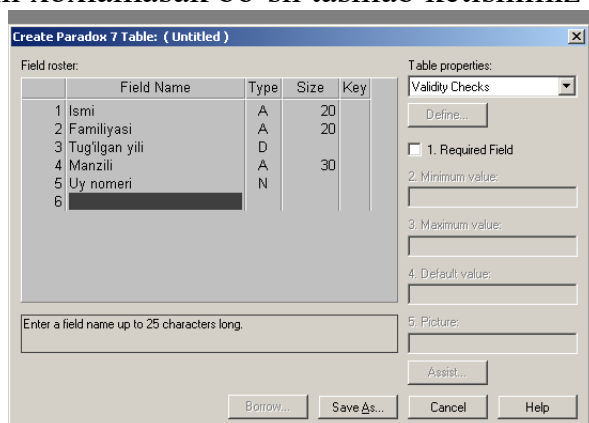 Create Paradox 7 Table: ( Untitled )
Field roster:
Table properties:
Field Name Type Size Key
Validity Checks
1 Ismi A 20
2 Familiyasi A 20
3 Tug'ilgan yili D
4 Manzili A 30
5 Uy nomeri N
6
Define...
1. Required Field
2. Minimum value:
3. Maximum value:
4. Default value:
5. Picture:
Enter a field name up to 25 characters long.
Assist...
Borrow... Save As... Cancel Help